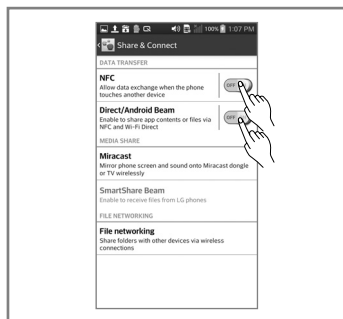 100% 1:07 PM
Share & Connect
DATA TRANSFER
NFC
Allow data exchange when the phone
touches another device
OFF
Direct/Android Beam
Enable to share app contents or files via
NFC and Wi-Fi Direct
OFF
MEDIA SHARE
Miracast
Mirror phone screen and sound onto Miracast dongle
or TV wirelessly
SmartShare Beam
Enable to receive files from LG phones
FILE NETWORKING
File networking
Share folders with other devices via wireless
connections